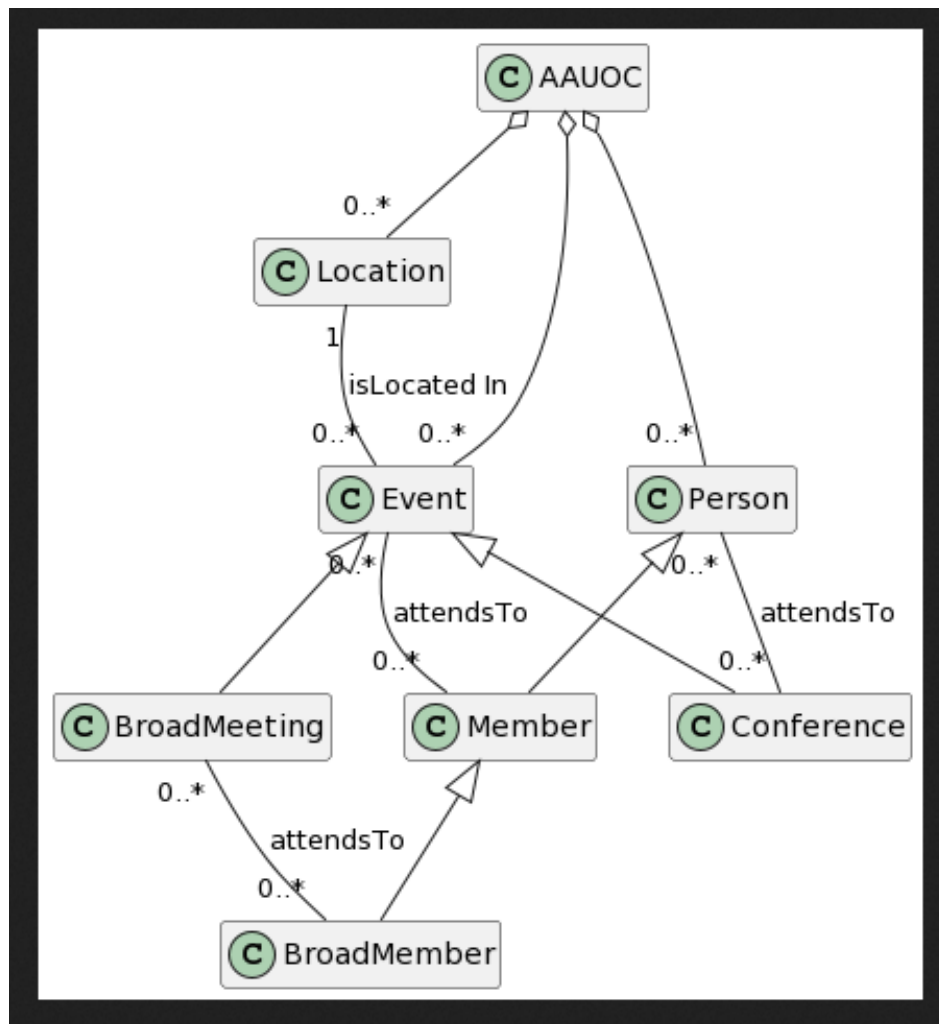 C AAUOC
0..*
C Location
1
isLocated In
0..* 0..* 0..*
C Event C Person
0..* 0..*
attendsTo attendsTo
0..* 0..*
C BroadMeeting C Member C Conference
0..*
attendsTo
0..*
C BroadMember